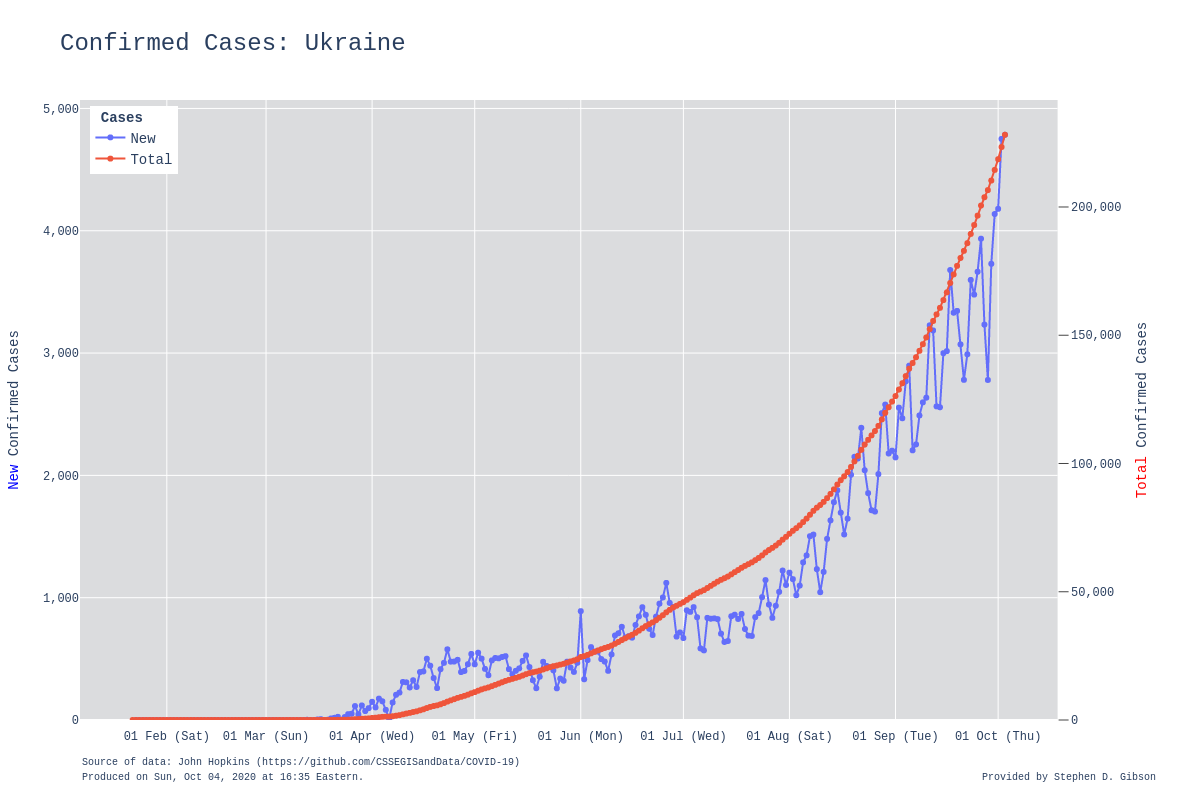 Confirmed Cases: Ukraine
Cases
New
Total
5,000
4,000
3,000
2,000
1,000
0
New Confirmed Cases
200,000
150,000
100,000
50,000
0
Total Confirmed Cases
01 Feb (Sat) 01 Mar (Sun) 01 Apr (Wed) 01 May (Fri) 01 Jun (Mon) 01 Jul (Wed) 01 Aug (Sat) 01 Sep (Tue) 01 Oct (Thu)
Source of data: John Hopkins (https://github.com/CSSEGISandData/COVID-19)
Produced on Sun, Oct 04, 2020 at 16:35 Eastern.
Provided by Stephen D. Gibson